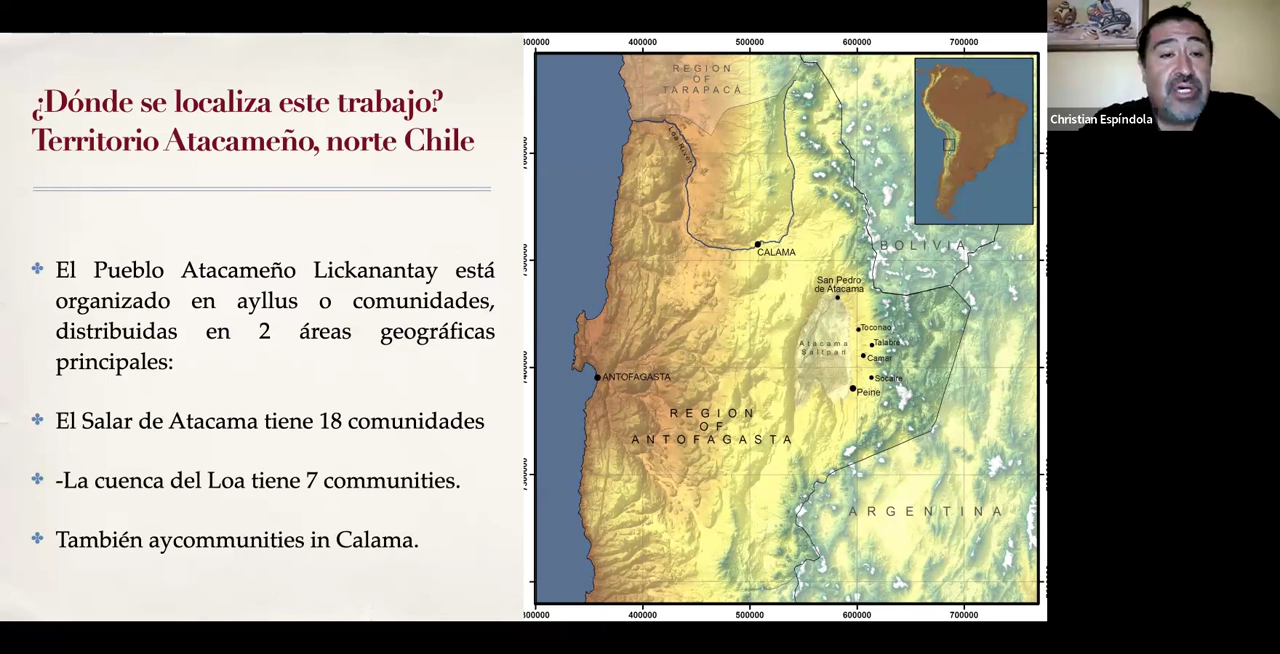 ¿Dónde se localiza este trabajo?
Territorio Atacameño, norte Chile
El Pueblo Atacameño Lickanantay está
organizado en ayllus o comunidades,
distribuidas en 2 áreas geográficas
principales:
El Salar de Atacama tiene 18 comunidades
-La cuenca del Loa tiene 7 communities.
También aycommunities in Calama.
400000 500000 600000 700000
REGION
OF
TARAPACÁ
Loa River
CALAMA
BOLIVIA
San Pedro
de Atacama
Toconao
Atacama
Saltpan
Talabre
Camar
Socaire
Peine
ANTOFAGASTA
REGION
OF
ANTOFAGASTA
ARGENTINA
400000 500000 600000 700000
Christian Espíndola